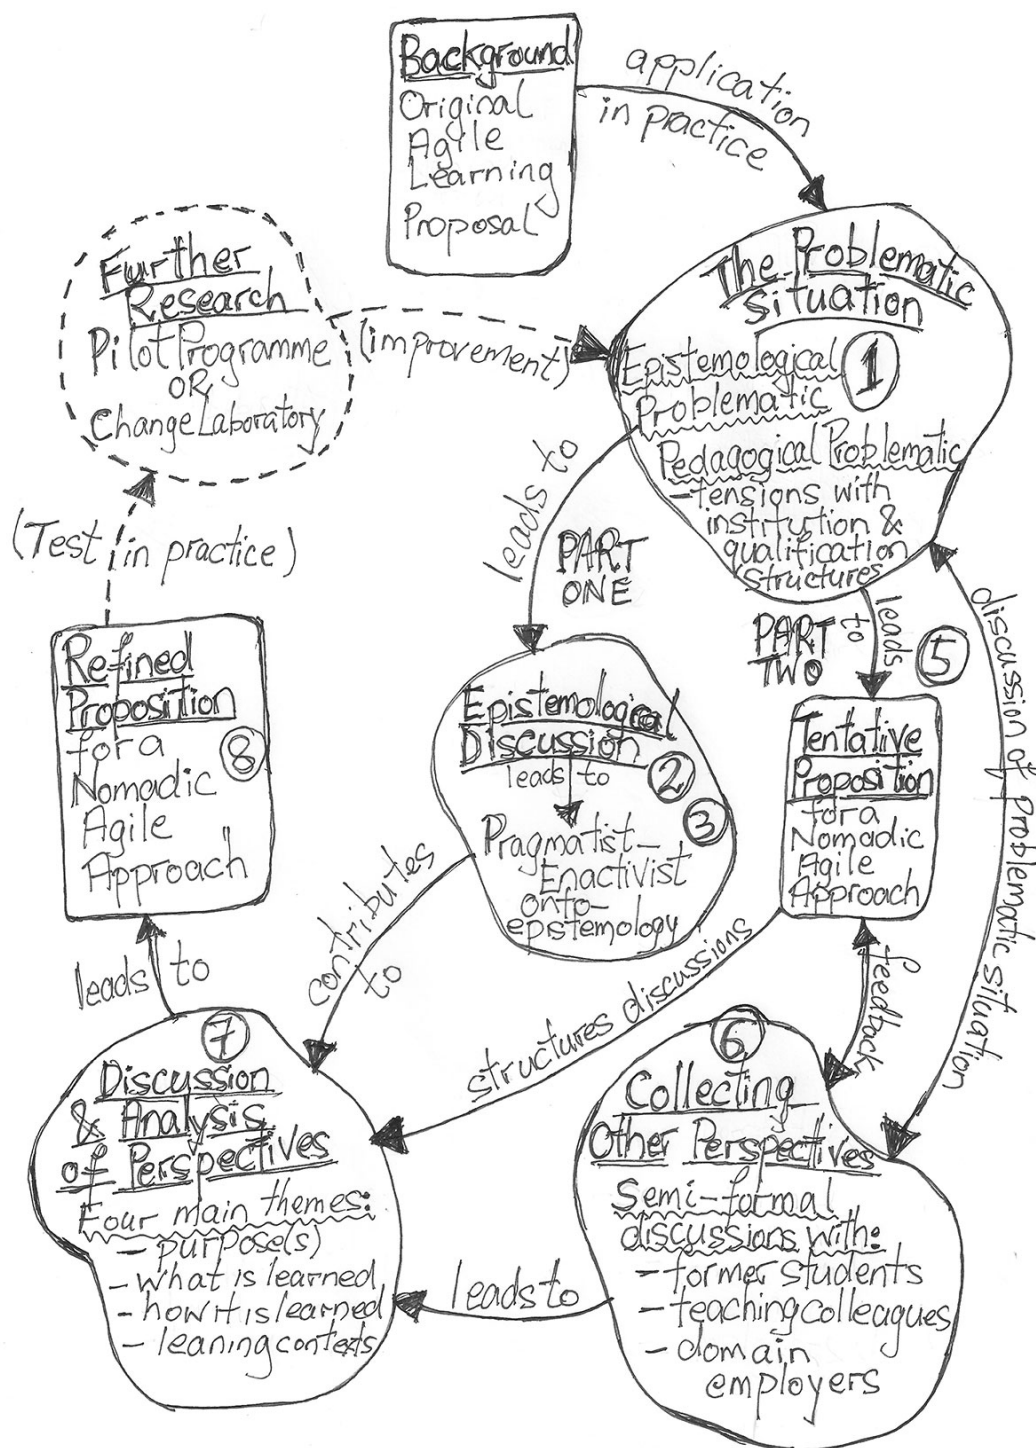 Background
Original
Agile
Learning
Proposal
application
in practice
The Problematic
Situation
1
Epistemological
Problematic
Pedagogical Problematic
- tensions with
institurtion &
qualification
structures
Further
Research
Pilot Programme
OR
Change Laboratory
(improvement)
(Test in practice)
leads to
PART
ONE
PART
TWO
leads
to
5
discussion of problematic situation
Refined
Proposition
for a
Nomadic
Agile
Approach
8
Epistemological
Discussion
leads to
2
3
Pragmatist-
Enactivist
onto-
epistemology
Tentative
Proposition
for a
Nomadic
Agile
Approach
leads to
contributes
to
structures discussions
feedback
7
Discussion
& Analysis
of Perspectives
Four main themes:
- purpose(s)
- what is learned
- how it is learned
- leaning contexts
leads to
6
Collecting
Other Perspectives
Semi-formal
discussions with:
- former students
- teaching colleagues
- domain
employers